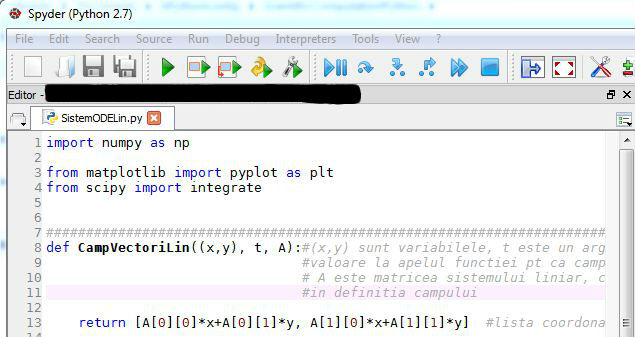 Spyder (Python 2.7)
File Edit Search Source Run Debug Interpreters Tools View ?
Editor -
SistemODELin.py
1 import numpy as np
2
3 from matplotlib import pyplot as plt
4 from scipy import integrate
5
6
7 ######################################################################
8 def CampVectoriLin((x,y), t, A):#(x,y) sunt variabilele, t este un arg
9 #valoare la apelul functiei pt ca camp
10 # A este matricea sistemului liniar, c
11 #in definitia campului
12
13 return [A[0][0]*x+A[0][1]*y, A[1][0]*x+A[1][1]*y] #lista coordona
14